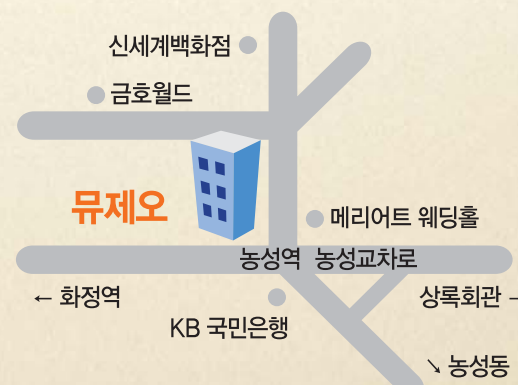 신세계백화점
금호월드
뮤제오
메리어트 웨딩홀
농성역 농성교차로
← 화정역
상록회관 →
KB 국민은행
↘ 농성동